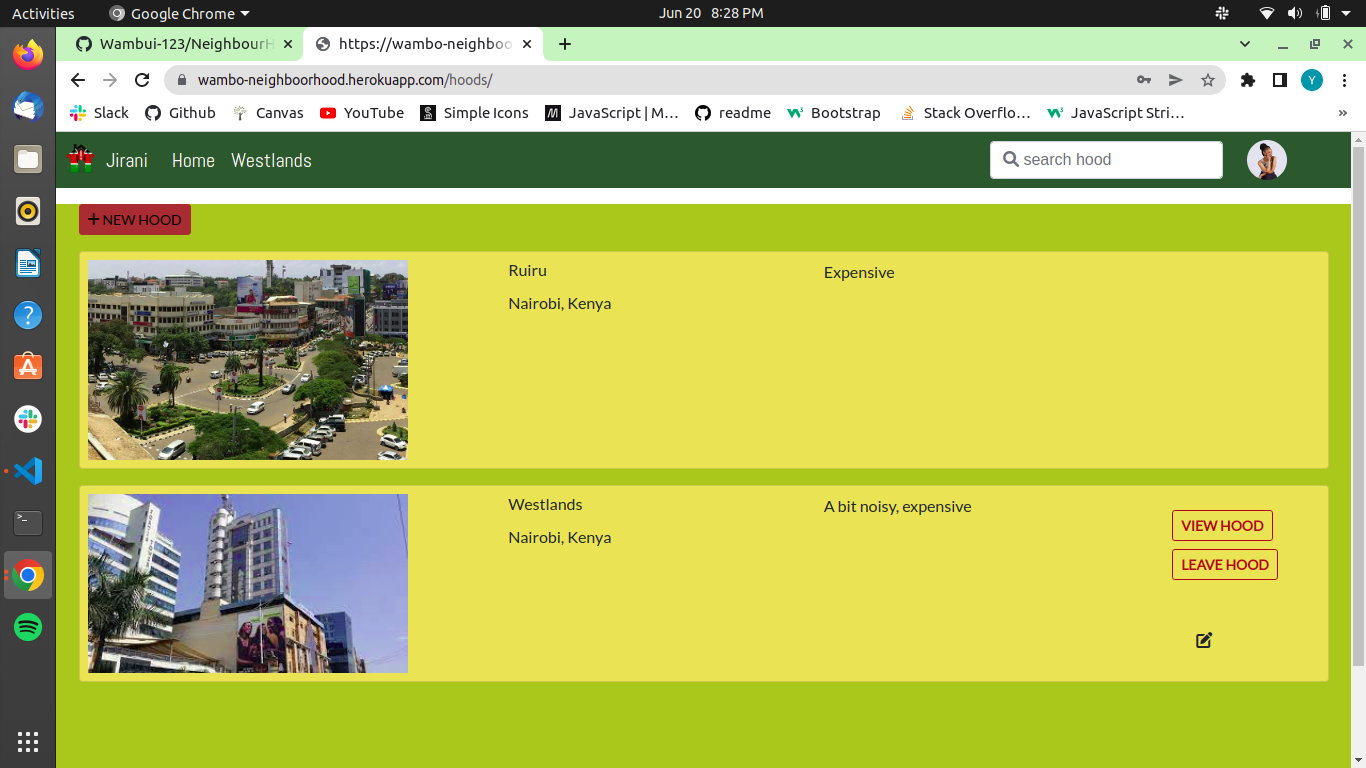 Activities
Google Chrome
Jun 20 8:28 PM
Wambui-123/NeighbourH
https://wambo-neighboo
wambo-neighboorhood.herokuapp.com/hoods/
Y
Slack
Github
Canvas
YouTube
Simple Icons
JavaScript | M…
readme
Bootstrap
Stack Overflo…
JavaScript Stri…
»
Jirani
Home
Westlands
search hood
+ NEW HOOD
Ruiru
Nairobi, Kenya
Expensive
Westlands
Nairobi, Kenya
A bit noisy, expensive
VIEW HOOD
LEAVE HOOD